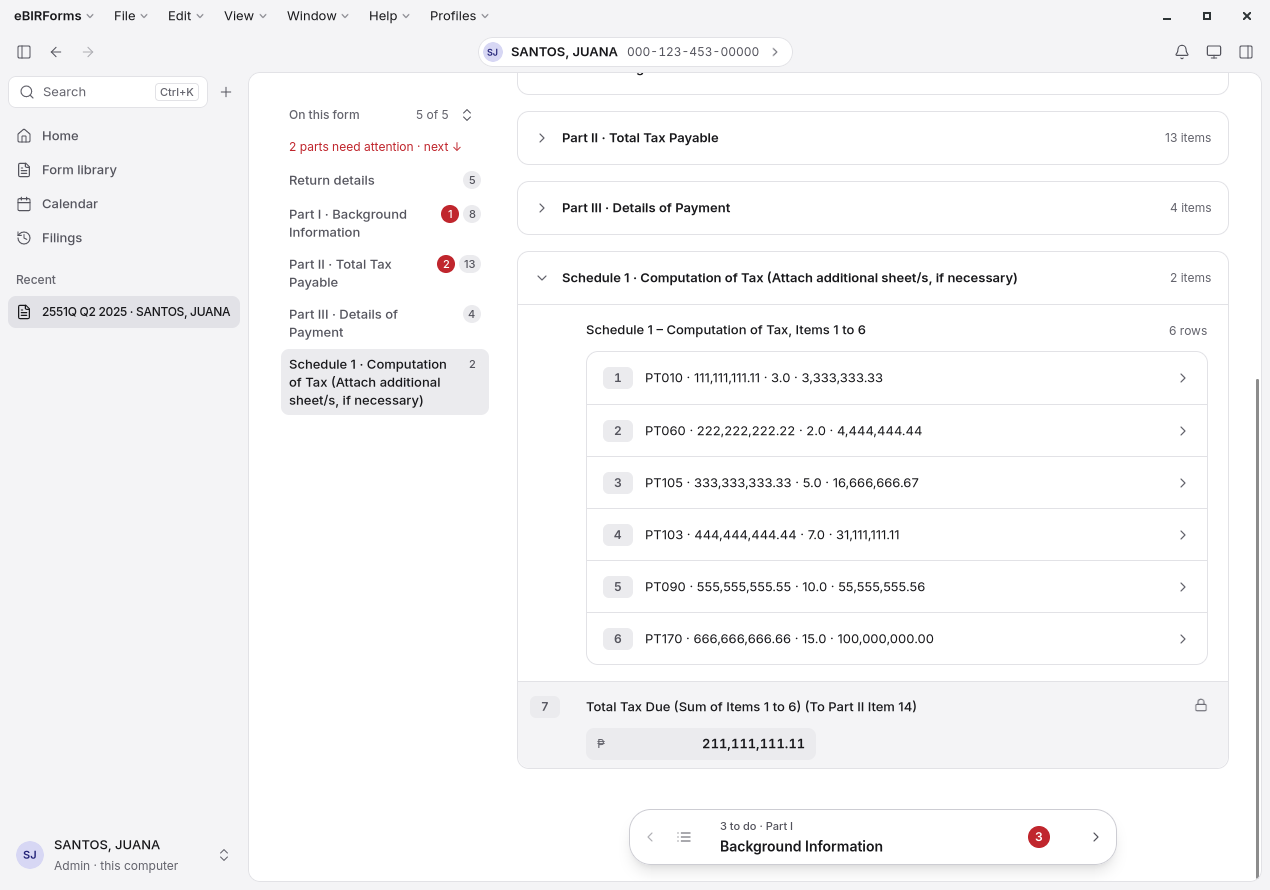 eBIRForms File Edit View Window Help Profiles
SJ SANTOS, JUANA 000-123-453-00000
Search Ctrl+K
Home
Form library
Calendar
Filings
Recent
2551Q Q2 2025 · SANTOS, JUANA
SJ SANTOS, JUANA
Admin · this computer
On this form 5 of 5
2 parts need attention · next ↓
Return details 5
Part I · Background 1 8
Information
Part II · Total Tax 2 13
Payable
Part III · Details of 4
Payment
Schedule 1 · Computation 2
of Tax (Attach additional
sheet/s, if necessary)
Part II · Total Tax Payable 13 items
Part III · Details of Payment 4 items
Schedule 1 · Computation of Tax (Attach additional sheet/s, if necessary) 2 items
Schedule 1 – Computation of Tax, Items 1 to 6 6 rows
1 PT010 · 111,111,111.11 · 3.0 · 3,333,333.33
2 PT060 · 222,222,222.22 · 2.0 · 4,444,444.44
3 PT105 · 333,333,333.33 · 5.0 · 16,666,666.67
4 PT103 · 444,444,444.44 · 7.0 · 31,111,111.11
5 PT090 · 555,555,555.55 · 10.0 · 55,555,555.56
6 PT170 · 666,666,666.66 · 15.0 · 100,000,000.00
7 Total Tax Due (Sum of Items 1 to 6) (To Part II Item 14)
₱ 211,111,111.11
3 to do · Part I
Background Information 3